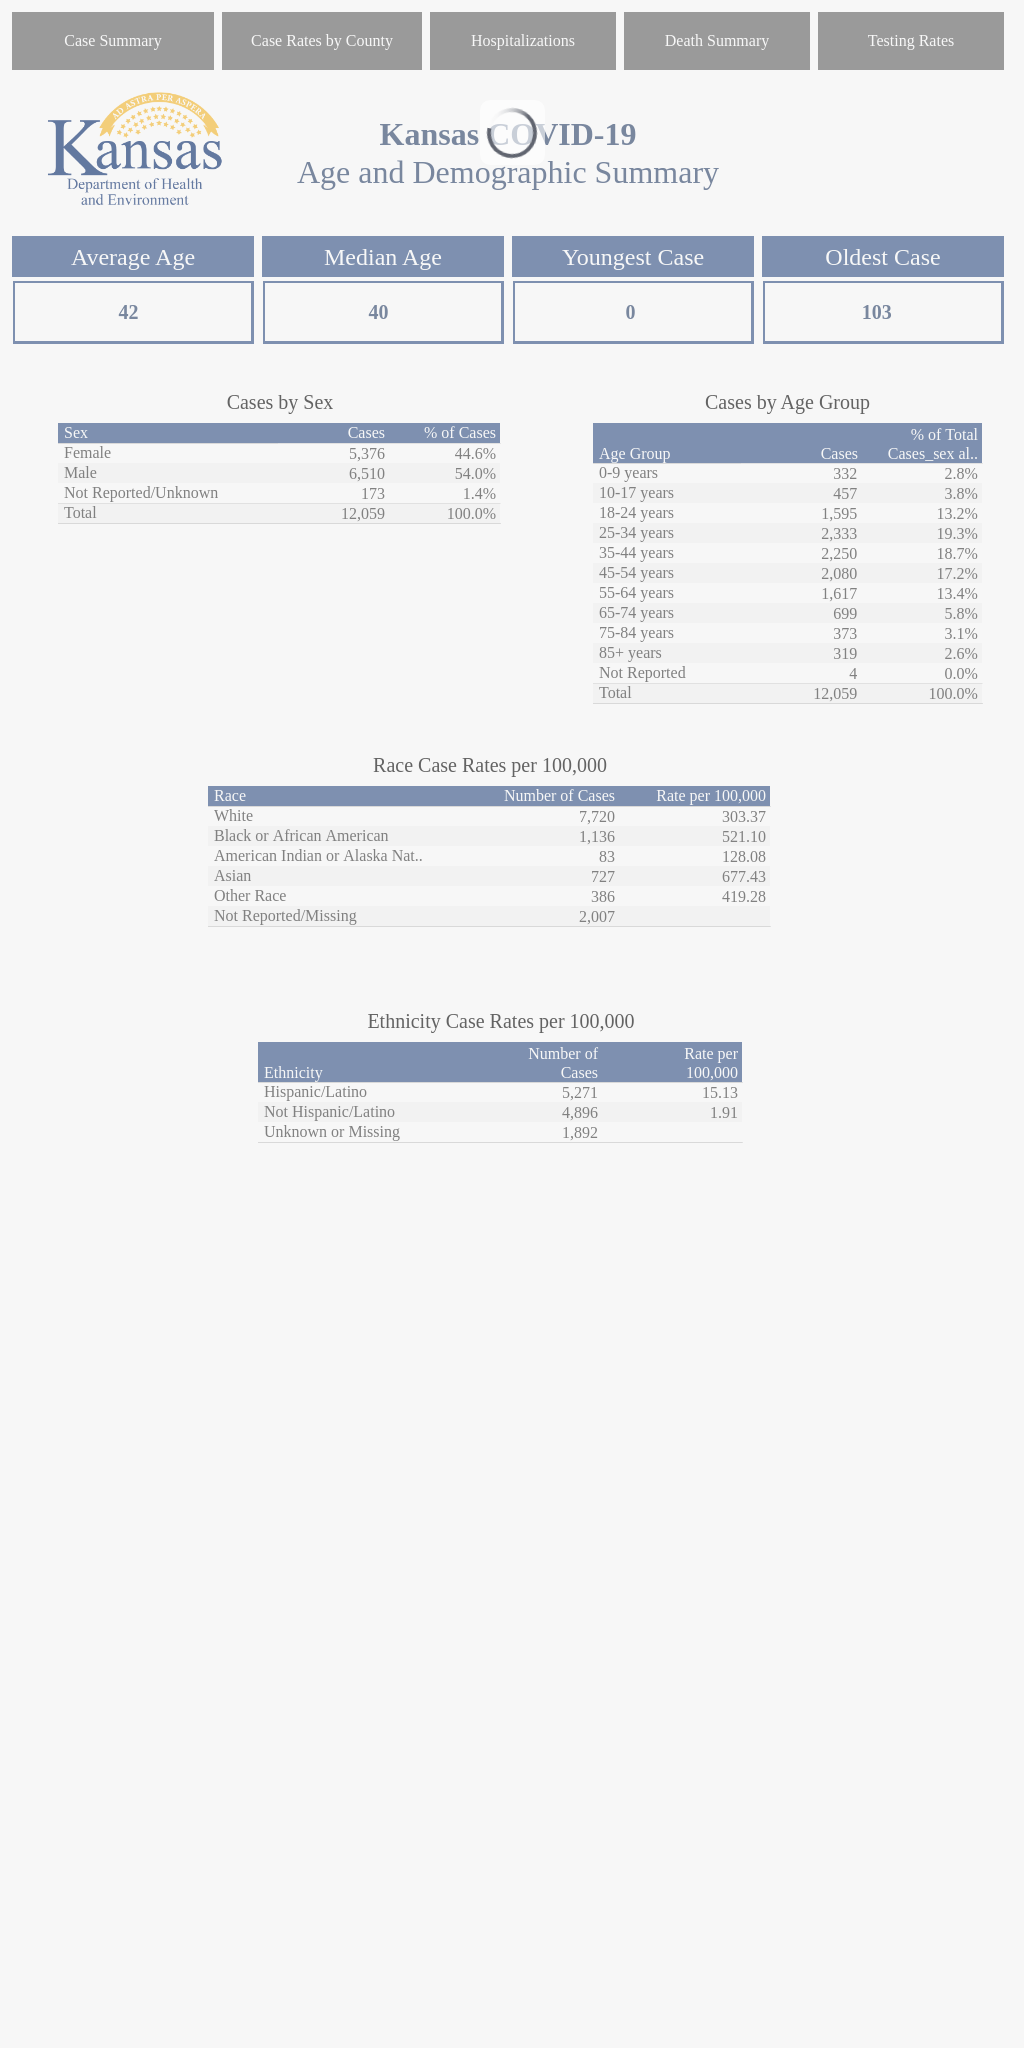 Case Summary Case Rates by County Hospitalizations Death Summary Testing Rates
AD ASTRA PER ASPERA
Kansas
Department of Health
and Environment
Kansas COVID-19
Age and Demographic Summary
Average Age Median Age Youngest Case Oldest Case
42 40 0 103
Cases by Sex
Sex Cases % of Cases
Female 5,376 44.6%
Male 6,510 54.0%
Not Reported/Unknown 173 1.4%
Total 12,059 100.0%
Cases by Age Group
% of Total
Age Group Cases Cases_sex al..
0-9 years 332 2.8%
10-17 years 457 3.8%
18-24 years 1,595 13.2%
25-34 years 2,333 19.3%
35-44 years 2,250 18.7%
45-54 years 2,080 17.2%
55-64 years 1,617 13.4%
65-74 years 699 5.8%
75-84 years 373 3.1%
85+ years 319 2.6%
Not Reported 4 0.0%
Total 12,059 100.0%
Race Case Rates per 100,000
Race Number of Cases Rate per 100,000
White 7,720 303.37
Black or African American 1,136 521.10
American Indian or Alaska Nat.. 83 128.08
Asian 727 677.43
Other Race 386 419.28
Not Reported/Missing 2,007
Ethnicity Case Rates per 100,000
Number of Rate per
Ethnicity Cases 100,000
Hispanic/Latino 5,271 15.13
Not Hispanic/Latino 4,896 1.91
Unknown or Missing 1,892